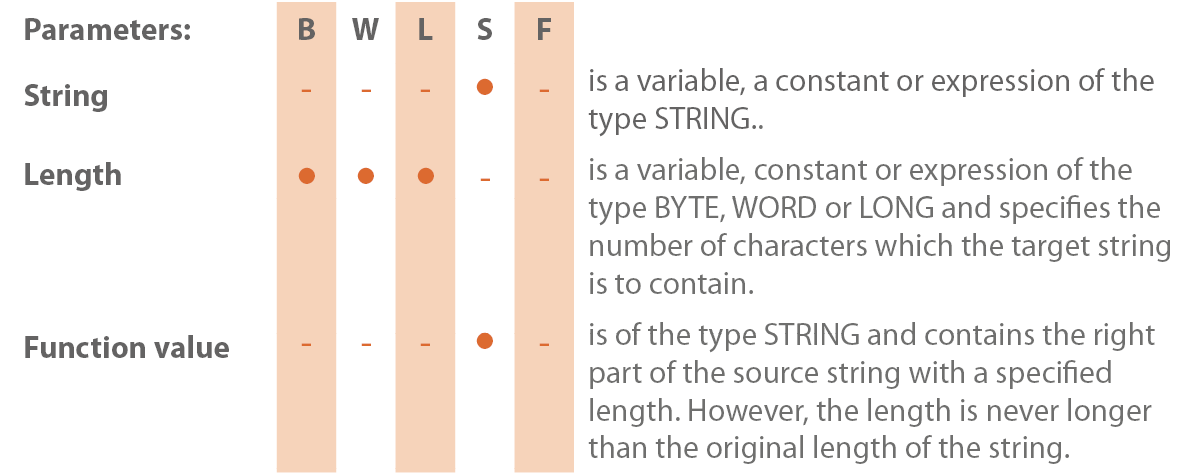 Parameters: B W L S F
String - - - ● - is a variable, a constant or expression of the
type STRING..
Length ● ● ● - - is a variable, constant or expression of the
type BYTE, WORD or LONG and specifies the
number of characters which the target string
is to contain.
Function value - - - ● - is of the type STRING and contains the right
part of the source string with a specified
length. However, the length is never longer
than the original length of the string.